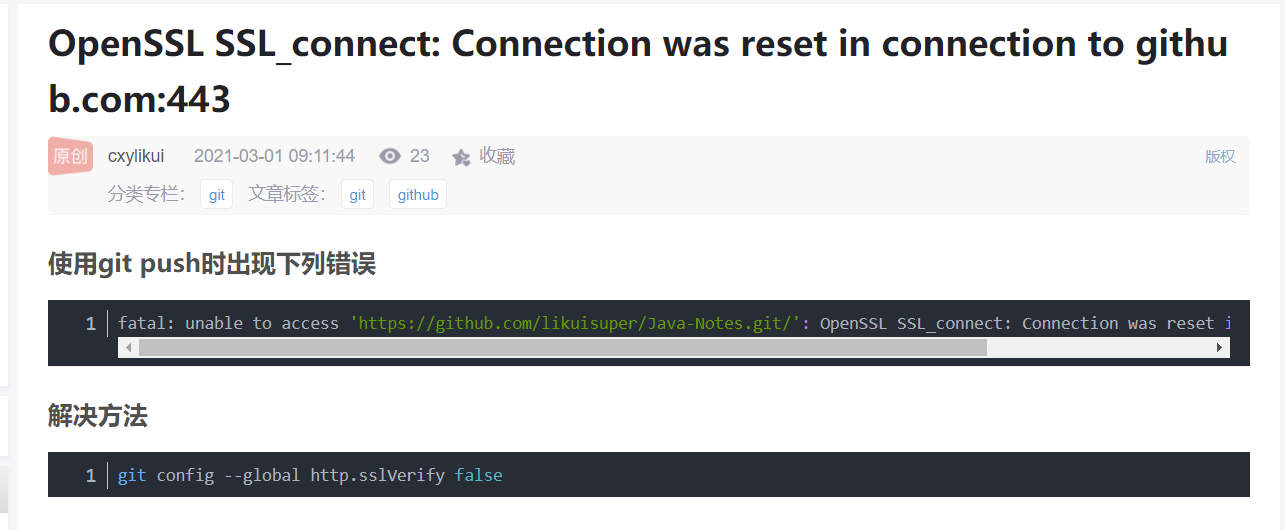 OpenSSL SSL_connect: Connection was reset in connection to githu
b.com:443
原创 cxylikui 2021-03-01 09:11:44 23 收藏 版权
分类专栏： git 文章标签： git github
使用git push时出现下列错误
1 fatal: unable to access 'https://github.com/likuisuper/Java-Notes.git/': OpenSSL SSL_connect: Connection was reset i
解决方法
1 git config --global http.sslVerify false